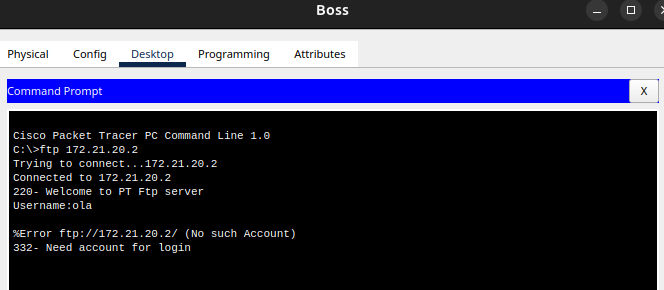 Boss
Physical Config Desktop Programming Attributes
Command Prompt X
Cisco Packet Tracer PC Command Line 1.0
C:\>ftp 172.21.20.2
Trying to connect...172.21.20.2
Connected to 172.21.20.2
220- Welcome to PT Ftp server
Username:ola
%Error ftp://172.21.20.2/ (No such Account)
332- Need account for login